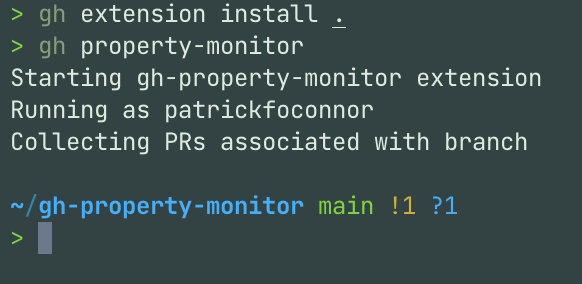 > gh extension install .
> gh property-monitor
Starting gh-property-monitor extension
Running as patrickfoconnor
Collecting PRs associated with branch
~/gh-property-monitor main !1 ?1
>